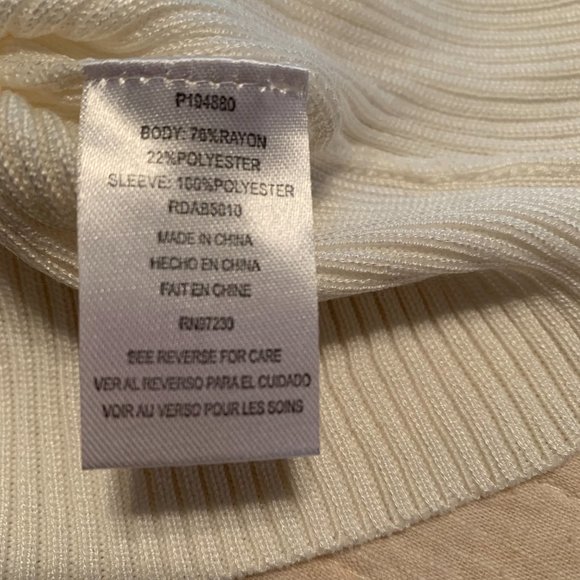 P194880
BODY: 78%RAYON
22%POLYESTER
SLEEVE: 100%POLYESTER
RDAB5010
MADE IN CHINA
HECHO EN CHINA
FAIT EN CHINE
RN97230
SEE REVERSE FOR CARE
VER AL REVERSO PARA EL CUIDADO
VOIR AU VERSO POUR LES SOINS